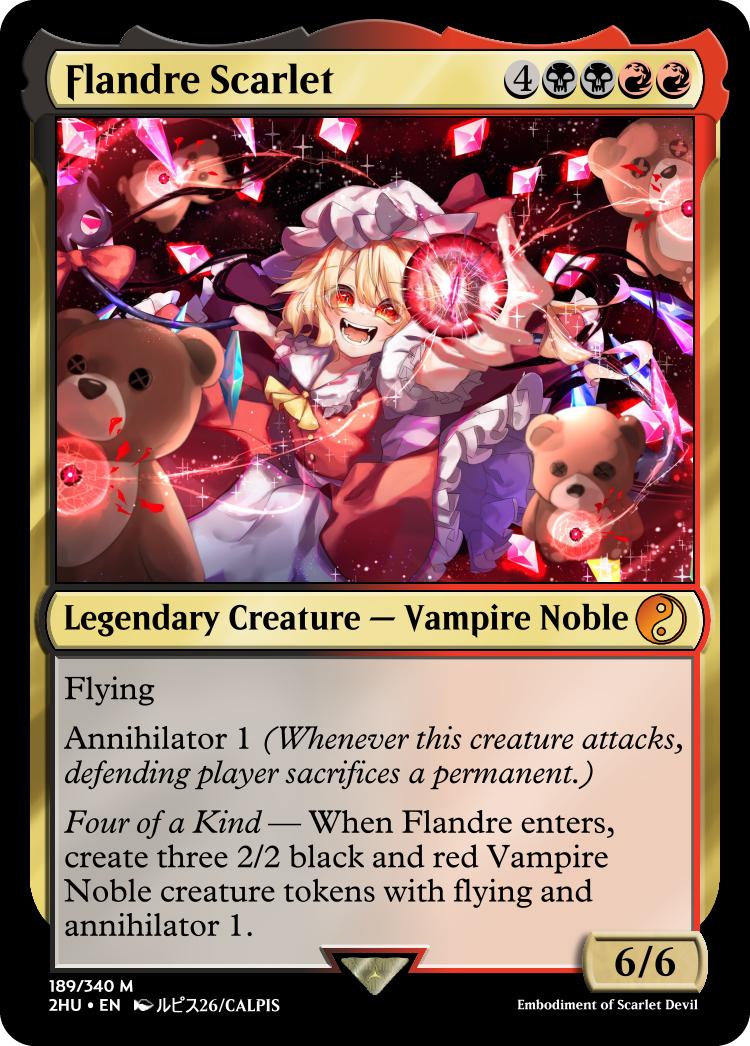 Flandre Scarlet 4
Legendary Creature — Vampire Noble
Flying
Annihilator 1 (Whenever this creature attacks,
defending player sacrifices a permanent.)
Four of a Kind — When Flandre enters,
create three 2/2 black and red Vampire
Noble creature tokens with flying and
annihilator 1.
6/6
189/340 M
2HU • EN ルピス26/CALPIS
Embodiment of Scarlet Devil